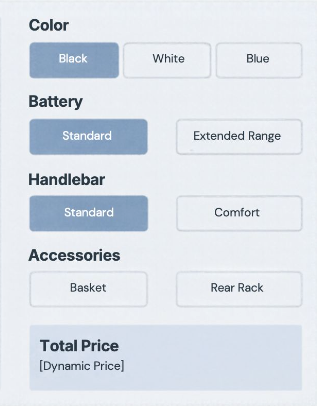 Color
Black White Blue
Battery
Standard Extended Range
Handlebar
Standard Comfort
Accessories
Basket Rear Rack
Total Price
[Dynamic Price]